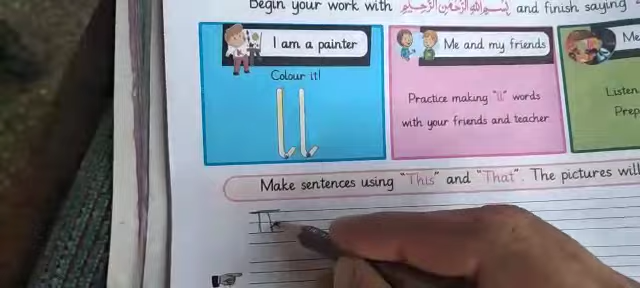 Begin your work with بِسْمِ اللهِ الرَّحْمٰنِ الرَّحِيْمِ and finish saying
I am a painter
Colour it!
ll
Me and my friends
Practice making "ll" words
with your friends and teacher
Me
Listen
Prep
Make sentences using "This" and "That". The pictures will